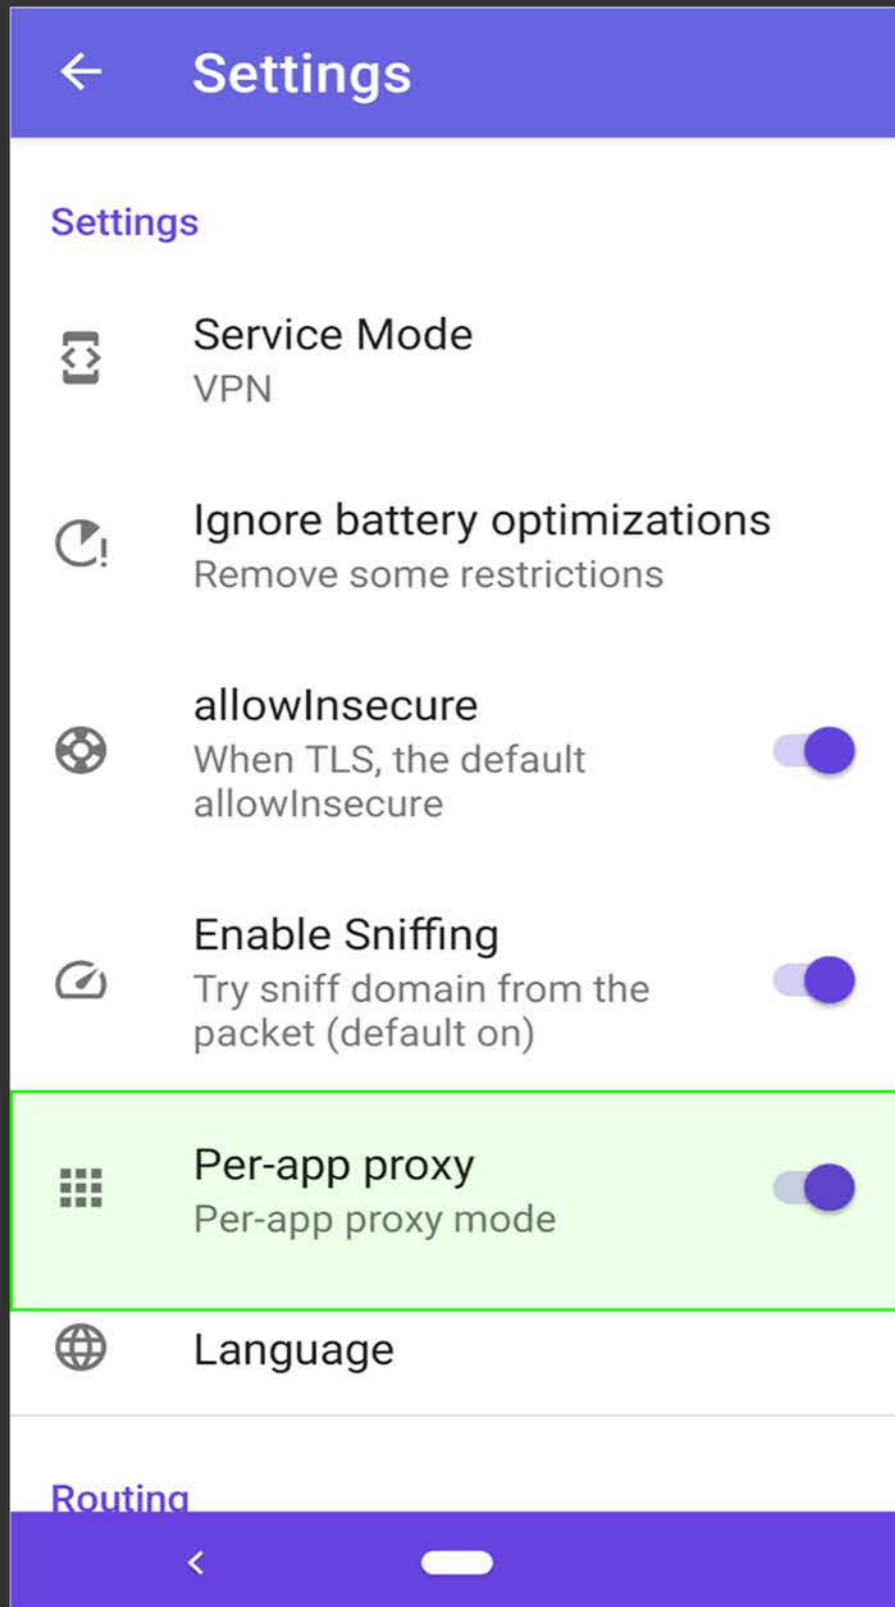 Settings
Settings
Service Mode
VPN
Ignore battery optimizations
Remove some restrictions
allowInsecure
When TLS, the default
allowInsecure
Enable Sniffing
Try sniff domain from the
packet (default on)
Per-app proxy
Per-app proxy mode
Language
Routing